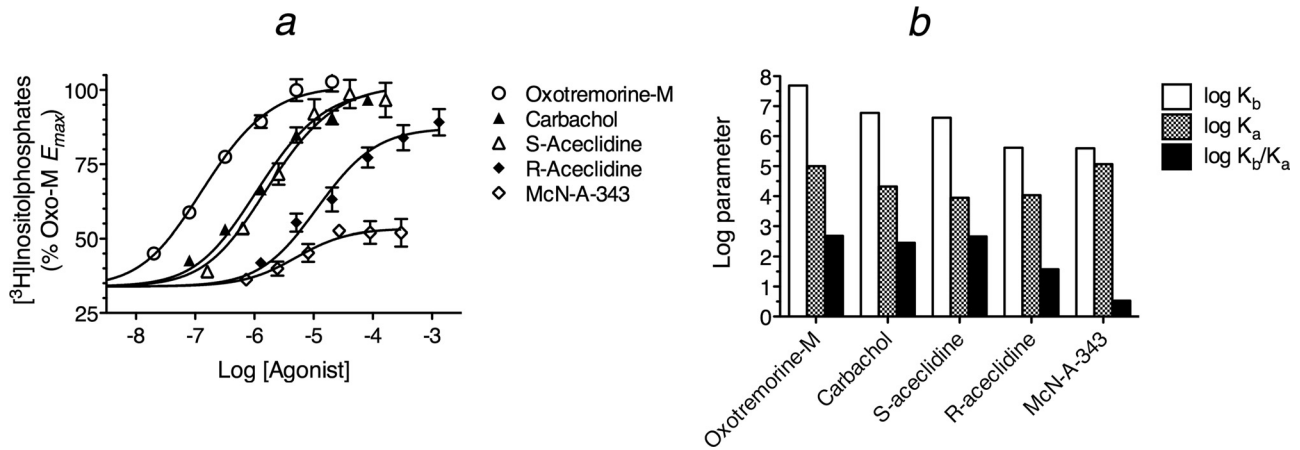 a
[³H]Inositolphosphates
(% Oxo-M Emax)
100
75
50
25
-8 -7 -6 -5 -4 -3
Log [Agonist]
Oxotremorine-M
Carbachol
S-Aceclidine
R-Aceclidine
McN-A-343
b
Log parameter
8
7
6
5
4
3
2
1
0
Oxotremorine-M
Carbachol
S-aceclidine
R-aceclidine
McN-A-343
log Kb
log Ka
log Kb/Ka